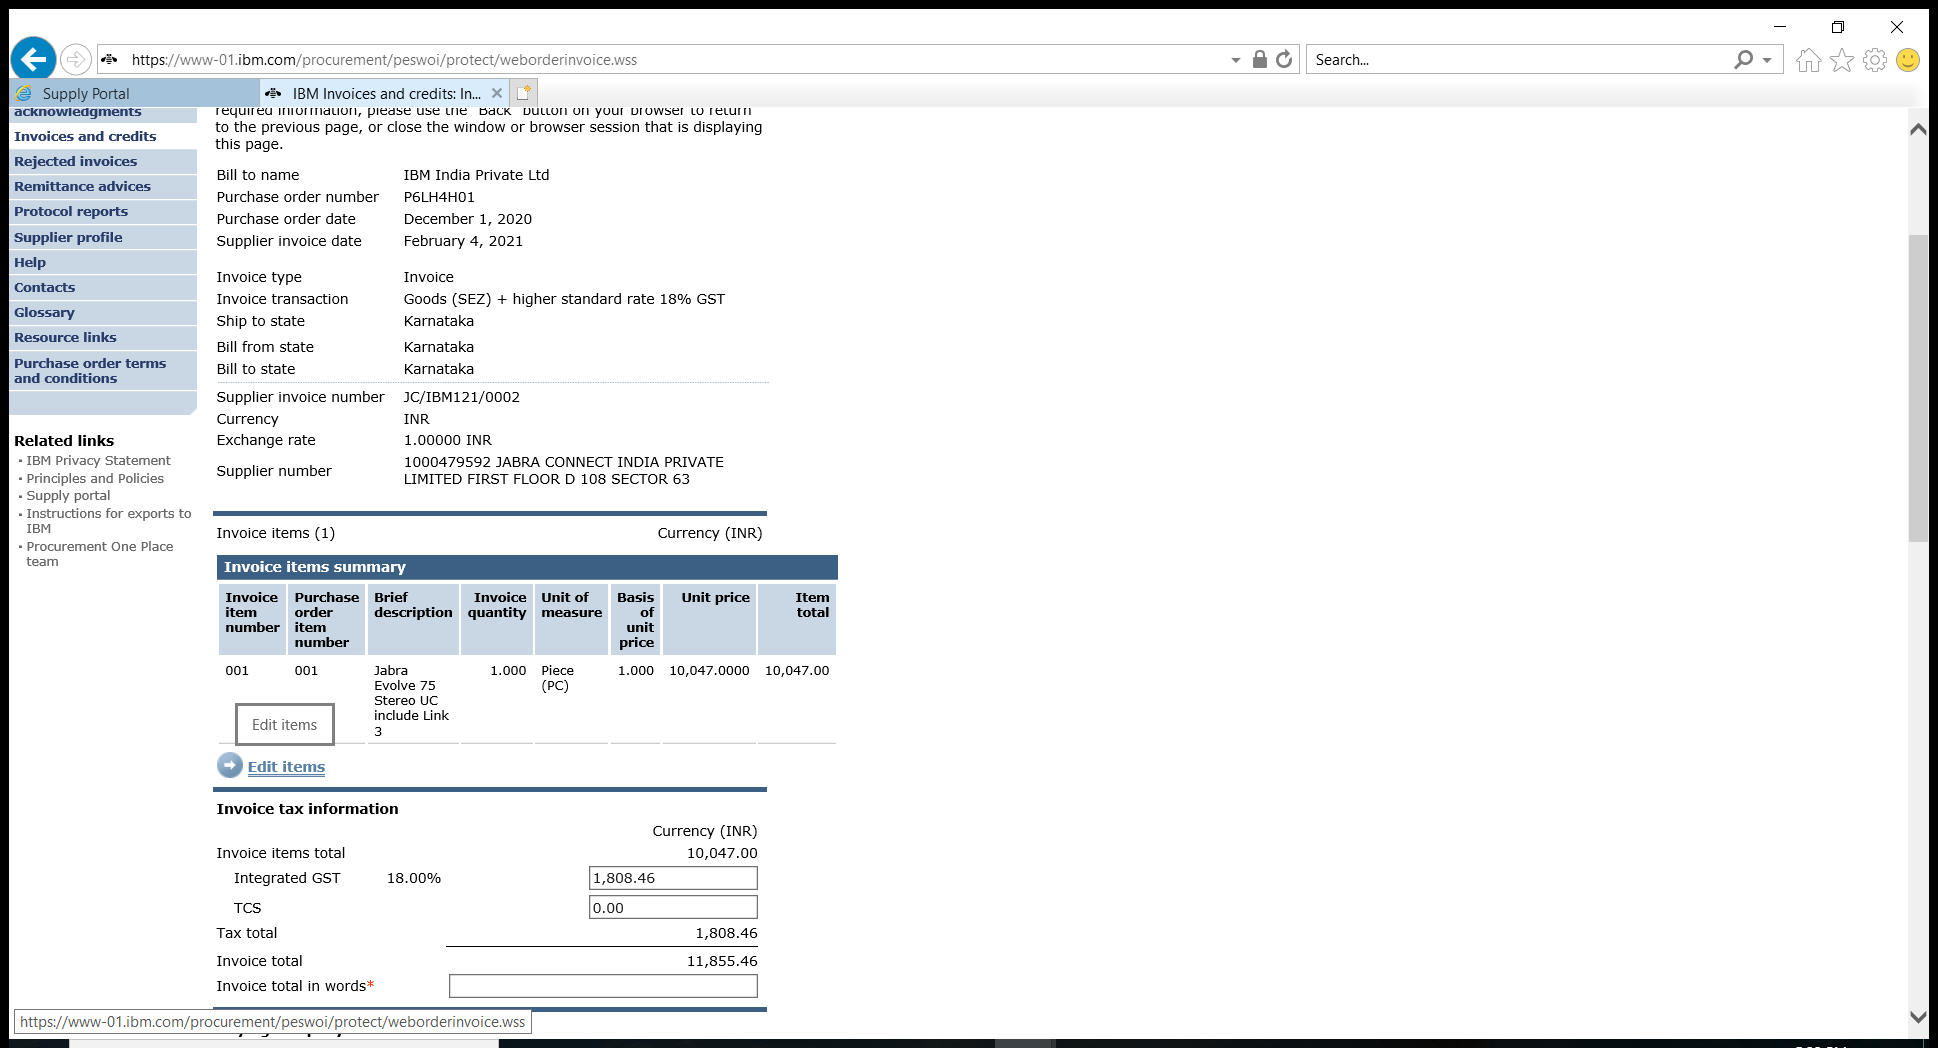 https://www-01.ibm.com/procurement/peswoi/protect/weborderinvoice.wss
Search...
Supply Portal
IBM Invoices and credits: In...
acknowledgments
Invoices and credits
Rejected invoices
Remittance advices
Protocol reports
Supplier profile
Help
Contacts
Glossary
Resource links
Purchase order terms
and conditions
Related links
IBM Privacy Statement
Principles and Policies
Supply portal
Instructions for exports to
IBM
Procurement One Place
team
required information, please use the "Back" button on your browser to return
to the previous page, or close the window or browser session that is displaying
this page.
Bill to name IBM India Private Ltd
Purchase order number P6LH4H01
Purchase order date December 1, 2020
Supplier invoice date February 4, 2021
Invoice type Invoice
Invoice transaction Goods (SEZ) + higher standard rate 18% GST
Ship to state Karnataka
Bill from state Karnataka
Bill to state Karnataka
Supplier invoice number JC/IBM121/0002
Currency INR
Exchange rate 1.00000 INR
Supplier number 1000479592 JABRA CONNECT INDIA PRIVATE
LIMITED FIRST FLOOR D 108 SECTOR 63
Invoice items (1) Currency (INR)
Invoice items summary
Invoice item number Purchase order item number Brief description Invoice quantity Unit of measure Basis of unit price Unit price Item total
001 001 Jabra Evolve 75 Stereo UC include Link 3 1.000 Piece (PC) 1.000 10,047.0000 10,047.00
Edit items
Edit items
Invoice tax information
Currency (INR)
Invoice items total 10,047.00
Integrated GST 18.00% 1,808.46
TCS 0.00
Tax total 1,808.46
Invoice total 11,855.46
Invoice total in words*
https://www-01.ibm.com/procurement/peswoi/protect/weborderinvoice.wss